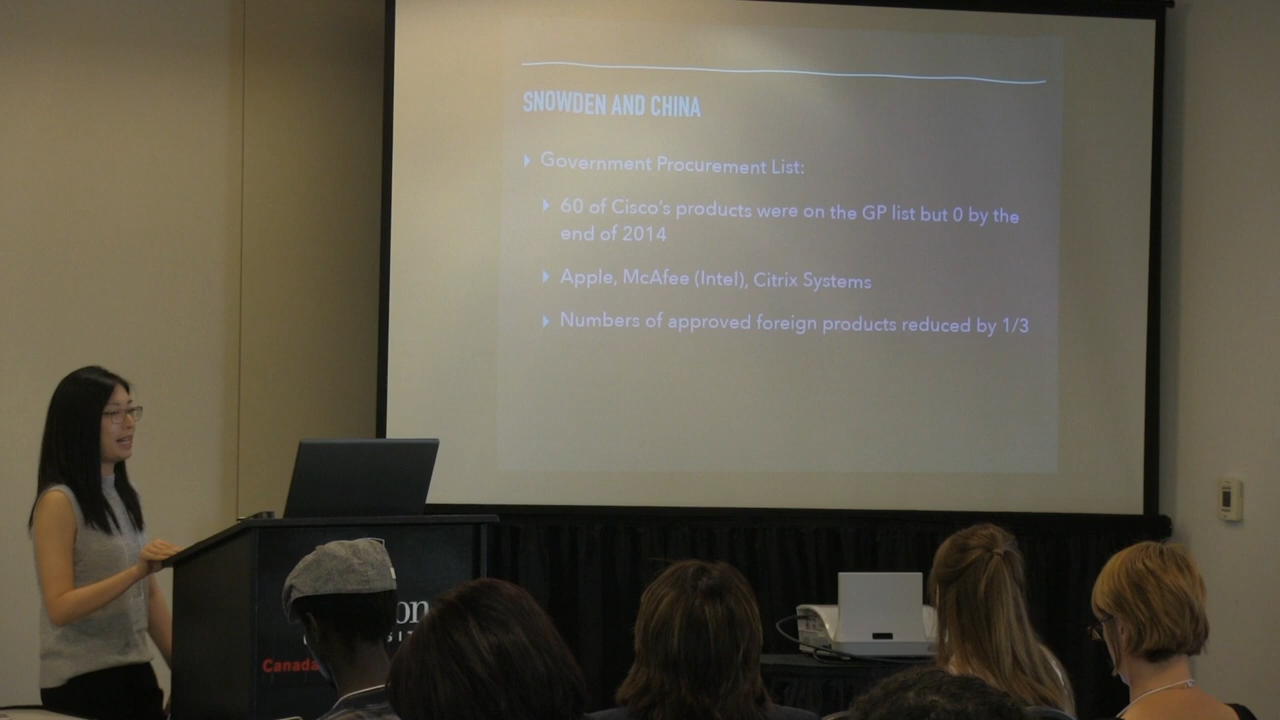 SNOWDEN AND CHINA
Government Procurement List:
60 of Cisco's products were on the GP list but 0 by the
end of 2014
Apple, McAfee (Intel), Citrix Systems
Numbers of approved foreign products reduced by 1/3
Canada